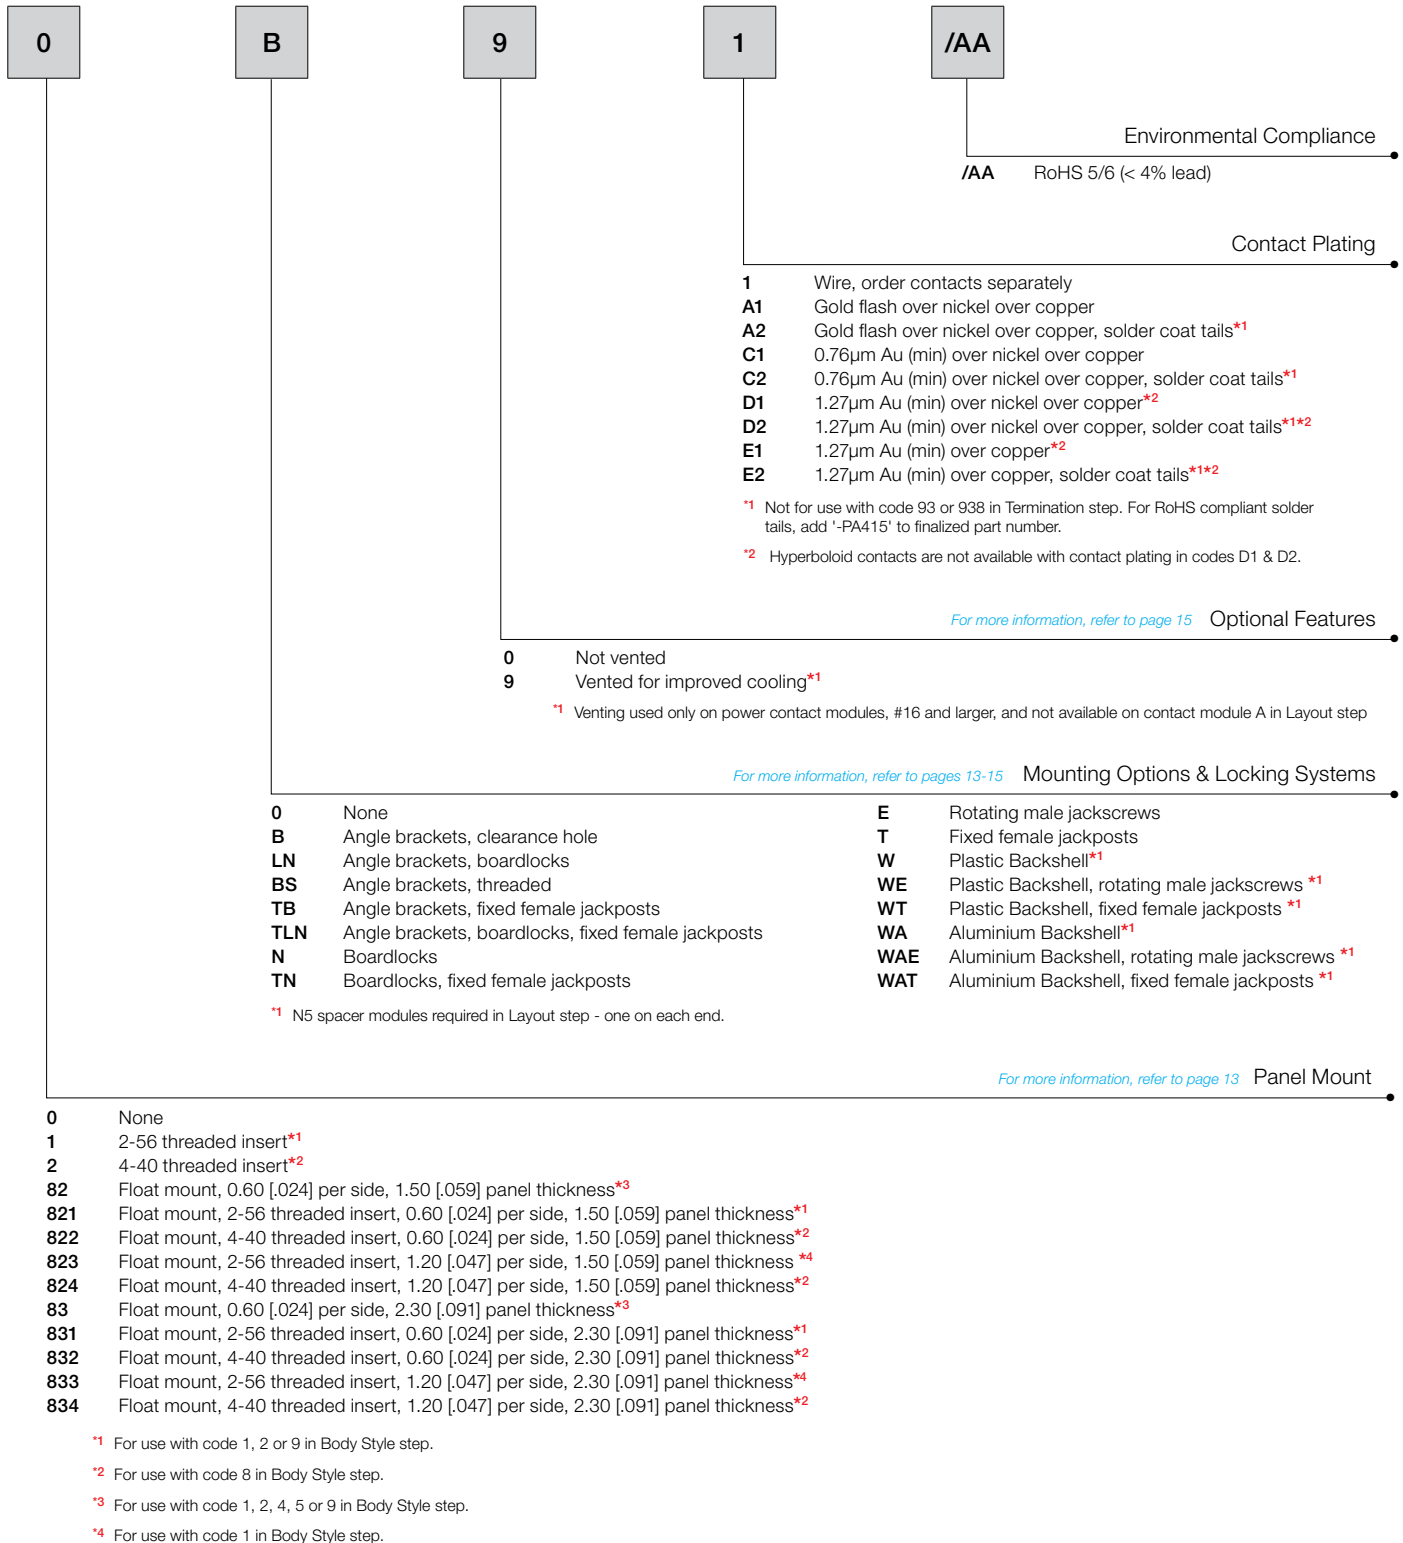 0 B 9 1 /AA
Environmental Compliance
/AA RoHS 5/6 (< 4% lead)
Contact Plating
1 Wire, order contacts separately
A1 Gold flash over nickel over copper
A2 Gold flash over nickel over copper, solder coat tails*1
C1 0.76µm Au (min) over nickel over copper
C2 0.76µm Au (min) over nickel over copper, solder coat tails*1
D1 1.27µm Au (min) over nickel over copper*2
D2 1.27µm Au (min) over nickel over copper, solder coat tails*1*2
E1 1.27µm Au (min) over copper*2
E2 1.27µm Au (min) over copper, solder coat tails*1*2
*1 Not for use with code 93 or 938 in Termination step. For RoHS compliant solder
tails, add '-PA415' to finalized part number.
*2 Hyperboloid contacts are not available with contact plating in codes D1 & D2.
For more information, refer to page 15 Optional Features
0 Not vented
9 Vented for improved cooling*1
*1 Venting used only on power contact modules, #16 and larger, and not available on contact module A in Layout step
For more information, refer to pages 13-15 Mounting Options & Locking Systems
0 None
B Angle brackets, clearance hole
LN Angle brackets, boardlocks
BS Angle brackets, threaded
TB Angle brackets, fixed female jackposts
TLN Angle brackets, boardlocks, fixed female jackposts
N Boardlocks
TN Boardlocks, fixed female jackposts
E Rotating male jackscrews
T Fixed female jackposts
W Plastic Backshell*1
WE Plastic Backshell, rotating male jackscrews *1
WT Plastic Backshell, fixed female jackposts *1
WA Aluminium Backshell*1
WAE Aluminium Backshell, rotating male jackscrews *1
WAT Aluminium Backshell, fixed female jackposts *1
*1 N5 spacer modules required in Layout step - one on each end.
For more information, refer to page 13 Panel Mount
0 None
1 2-56 threaded insert*1
2 4-40 threaded insert*2
82 Float mount, 0.60 [.024] per side, 1.50 [.059] panel thickness*3
821 Float mount, 2-56 threaded insert, 0.60 [.024] per side, 1.50 [.059] panel thickness*1
822 Float mount, 4-40 threaded insert, 0.60 [.024] per side, 1.50 [.059] panel thickness*2
823 Float mount, 2-56 threaded insert, 1.20 [.047] per side, 1.50 [.059] panel thickness *4
824 Float mount, 4-40 threaded insert, 1.20 [.047] per side, 1.50 [.059] panel thickness*2
83 Float mount, 0.60 [.024] per side, 2.30 [.091] panel thickness*3
831 Float mount, 2-56 threaded insert, 0.60 [.024] per side, 2.30 [.091] panel thickness*1
832 Float mount, 4-40 threaded insert, 0.60 [.024] per side, 2.30 [.091] panel thickness*2
833 Float mount, 2-56 threaded insert, 1.20 [.047] per side, 2.30 [.091] panel thickness*4
834 Float mount, 4-40 threaded insert, 1.20 [.047] per side, 2.30 [.091] panel thickness*2
*1 For use with code 1, 2 or 9 in Body Style step.
*2 For use with code 8 in Body Style step.
*3 For use with code 1, 2, 4, 5 or 9 in Body Style step.
*4 For use with code 1 in Body Style step.